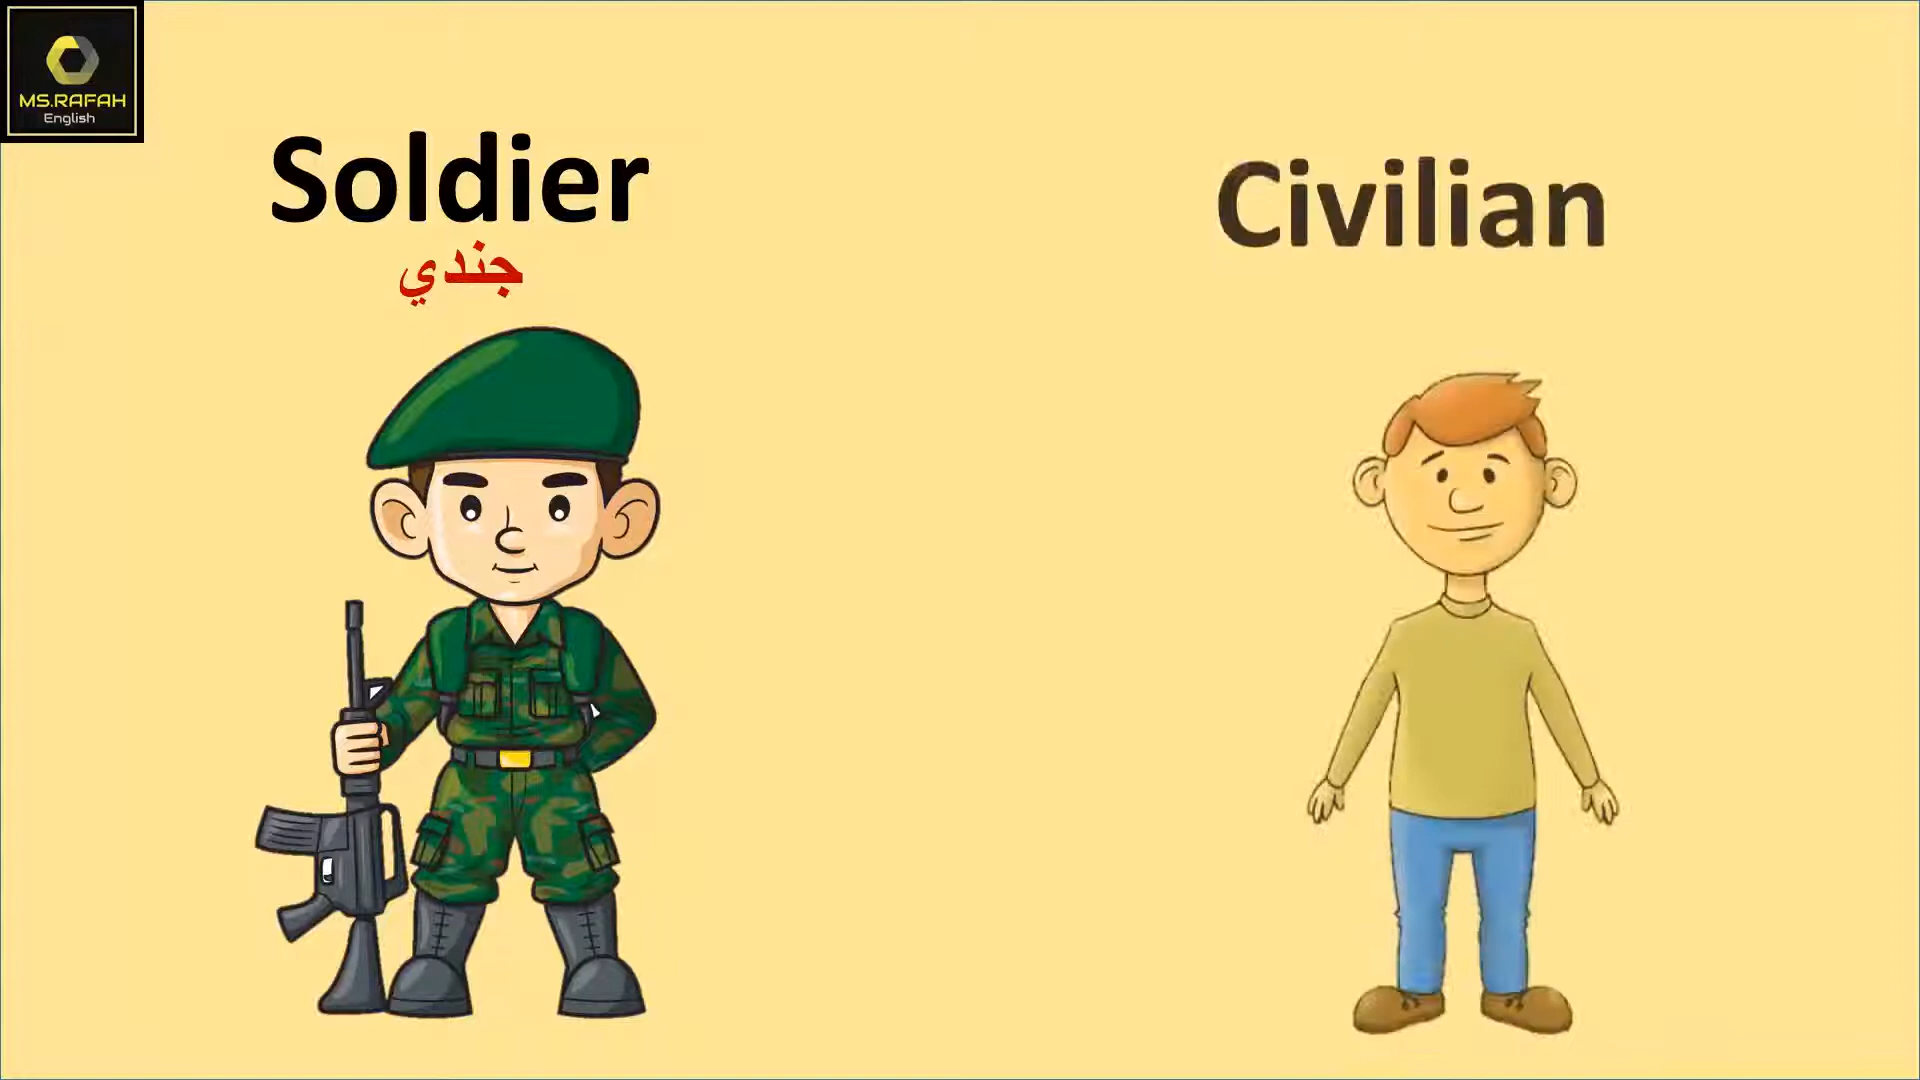 MS.RAFAH
English
Soldier
جندي
Civilian